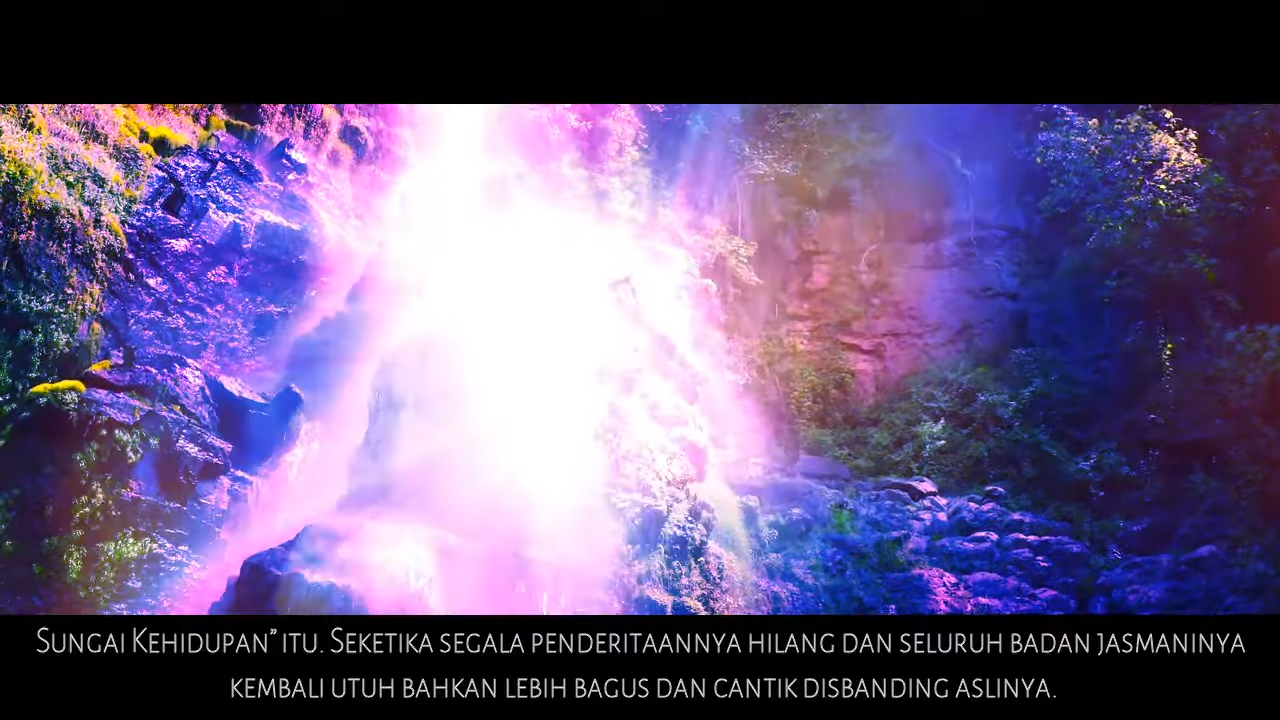 Sungai Kehidupan” itu. Seketika segala penderitaannya hilang dan seluruh badan jasmaninya
kembali utuh bahkan lebih bagus dan cantik disbanding aslinya.